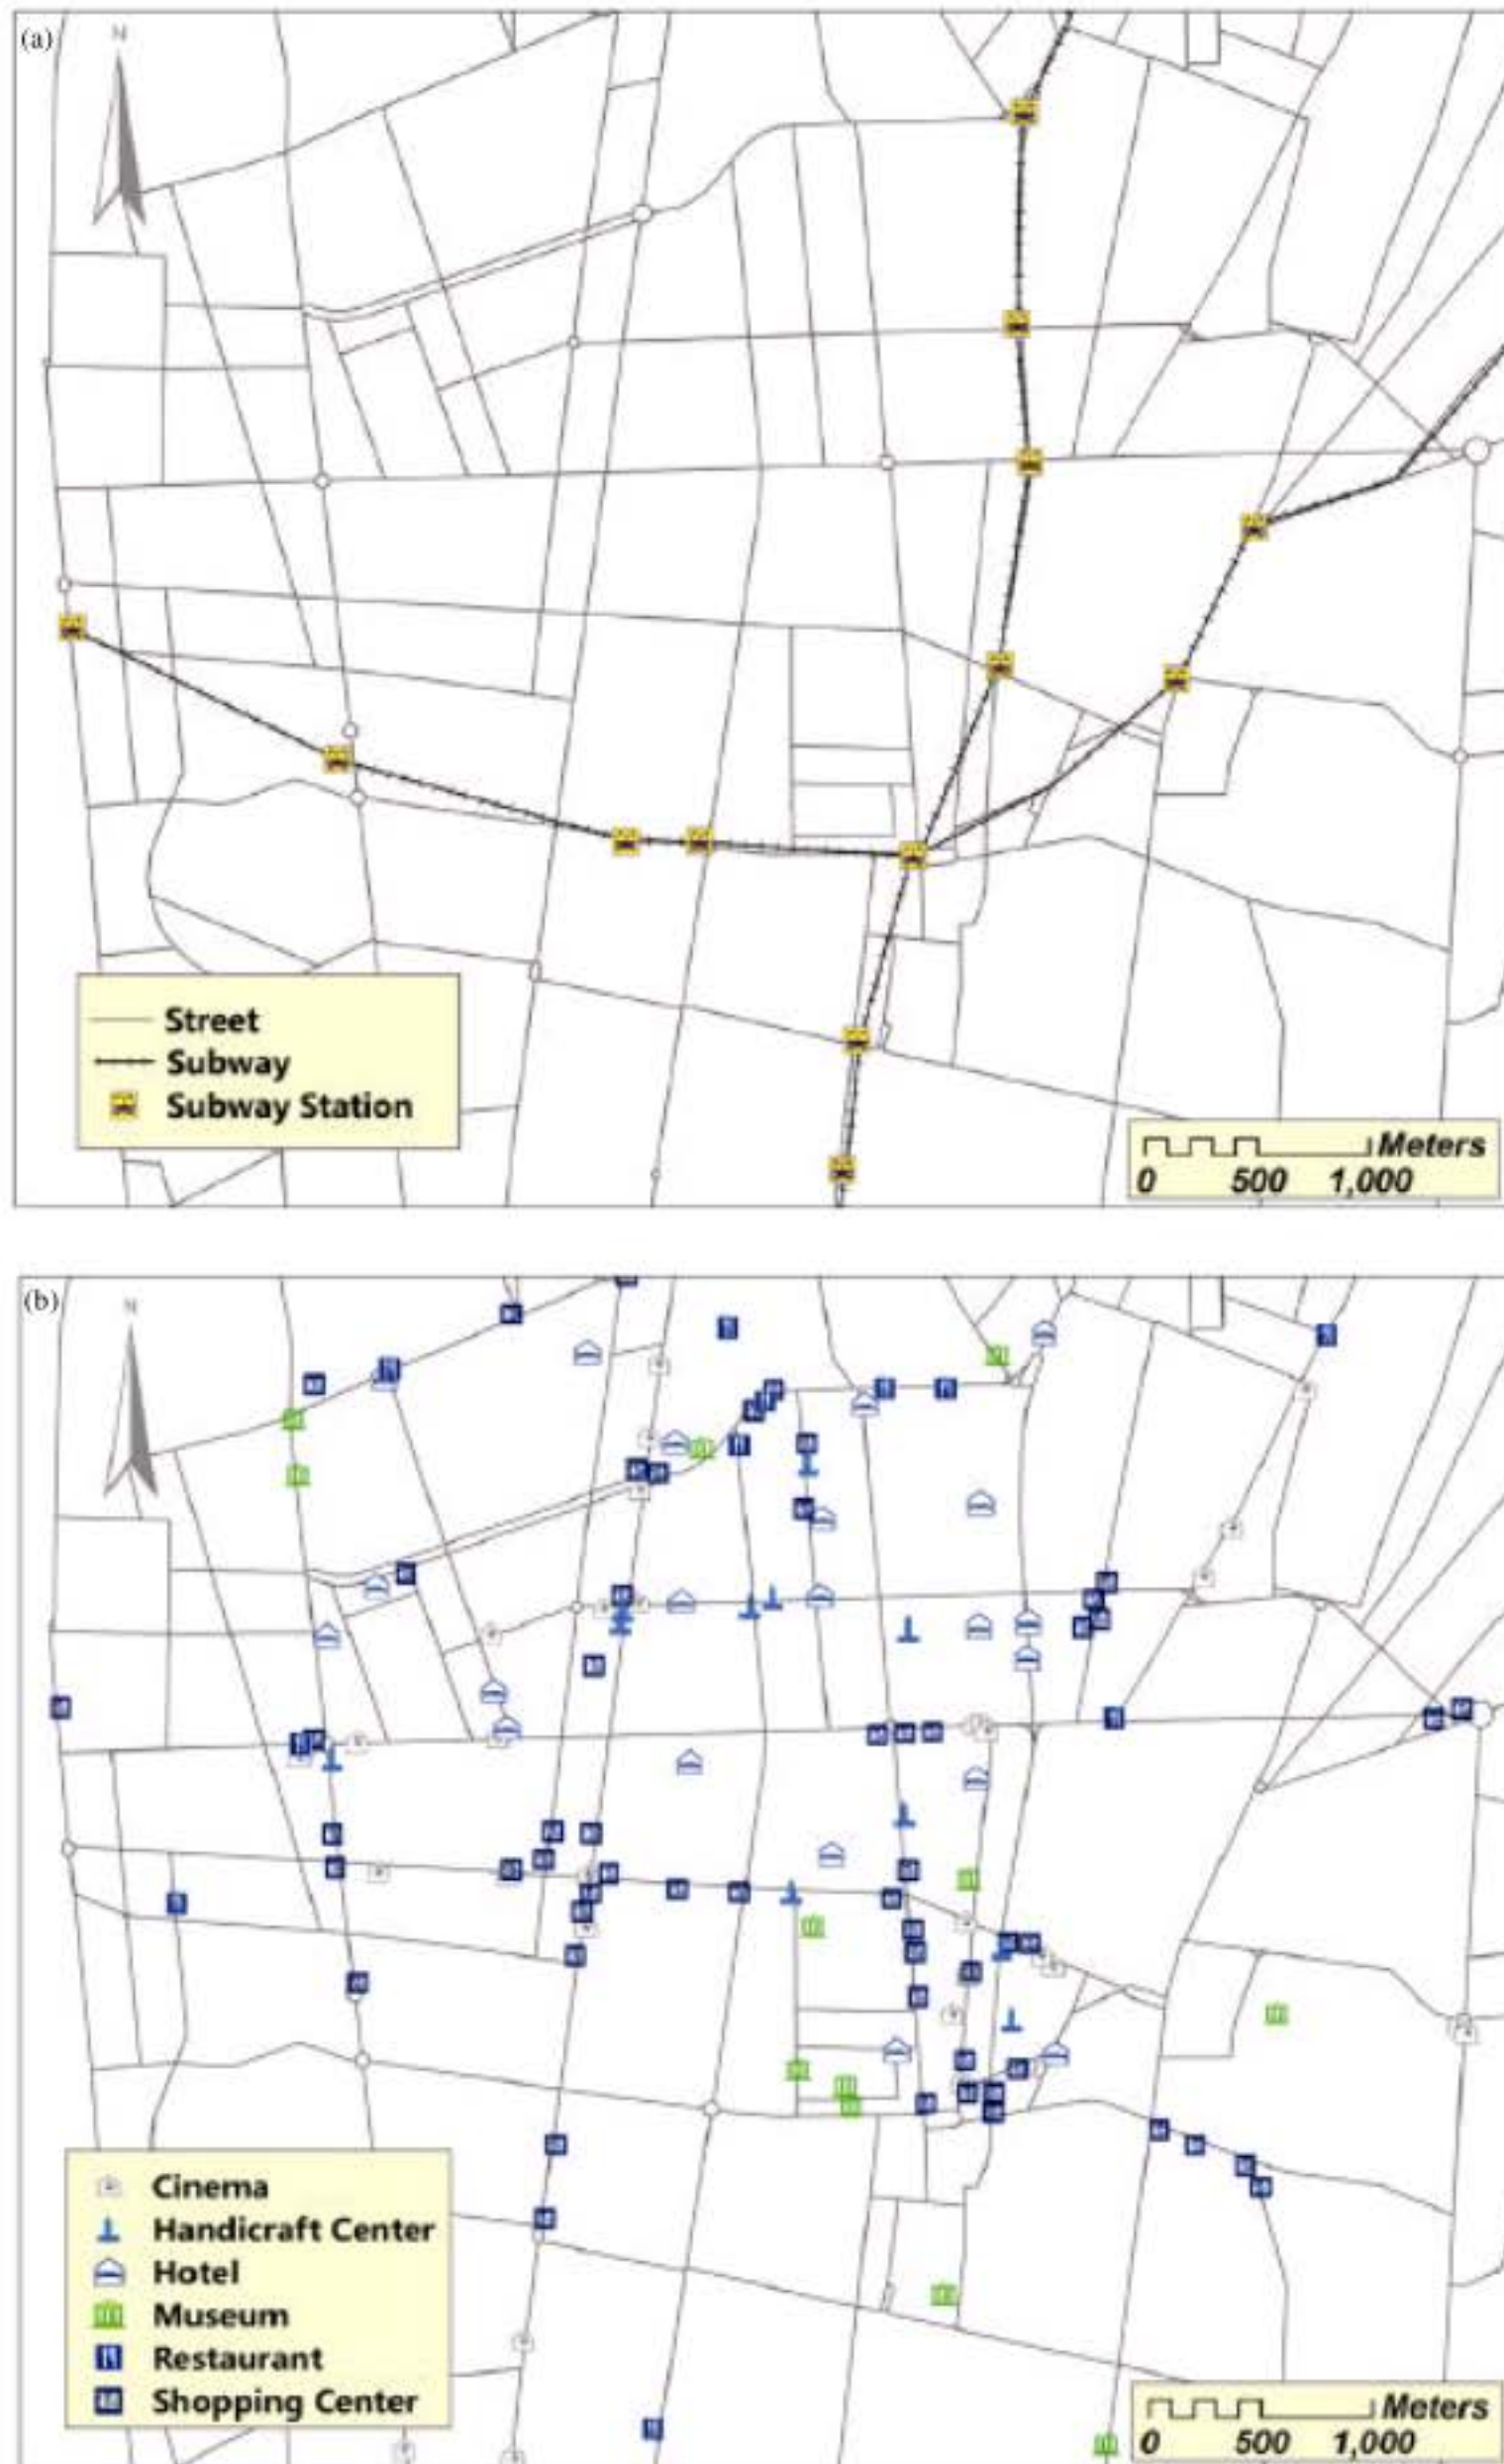 (a)
N
Street
Subway
Subway Station
Meters
0 500 1,000
(b)
N
Cinema
Handicraft Center
Hotel
Museum
Restaurant
Shopping Center
Meters
0 500 1,000